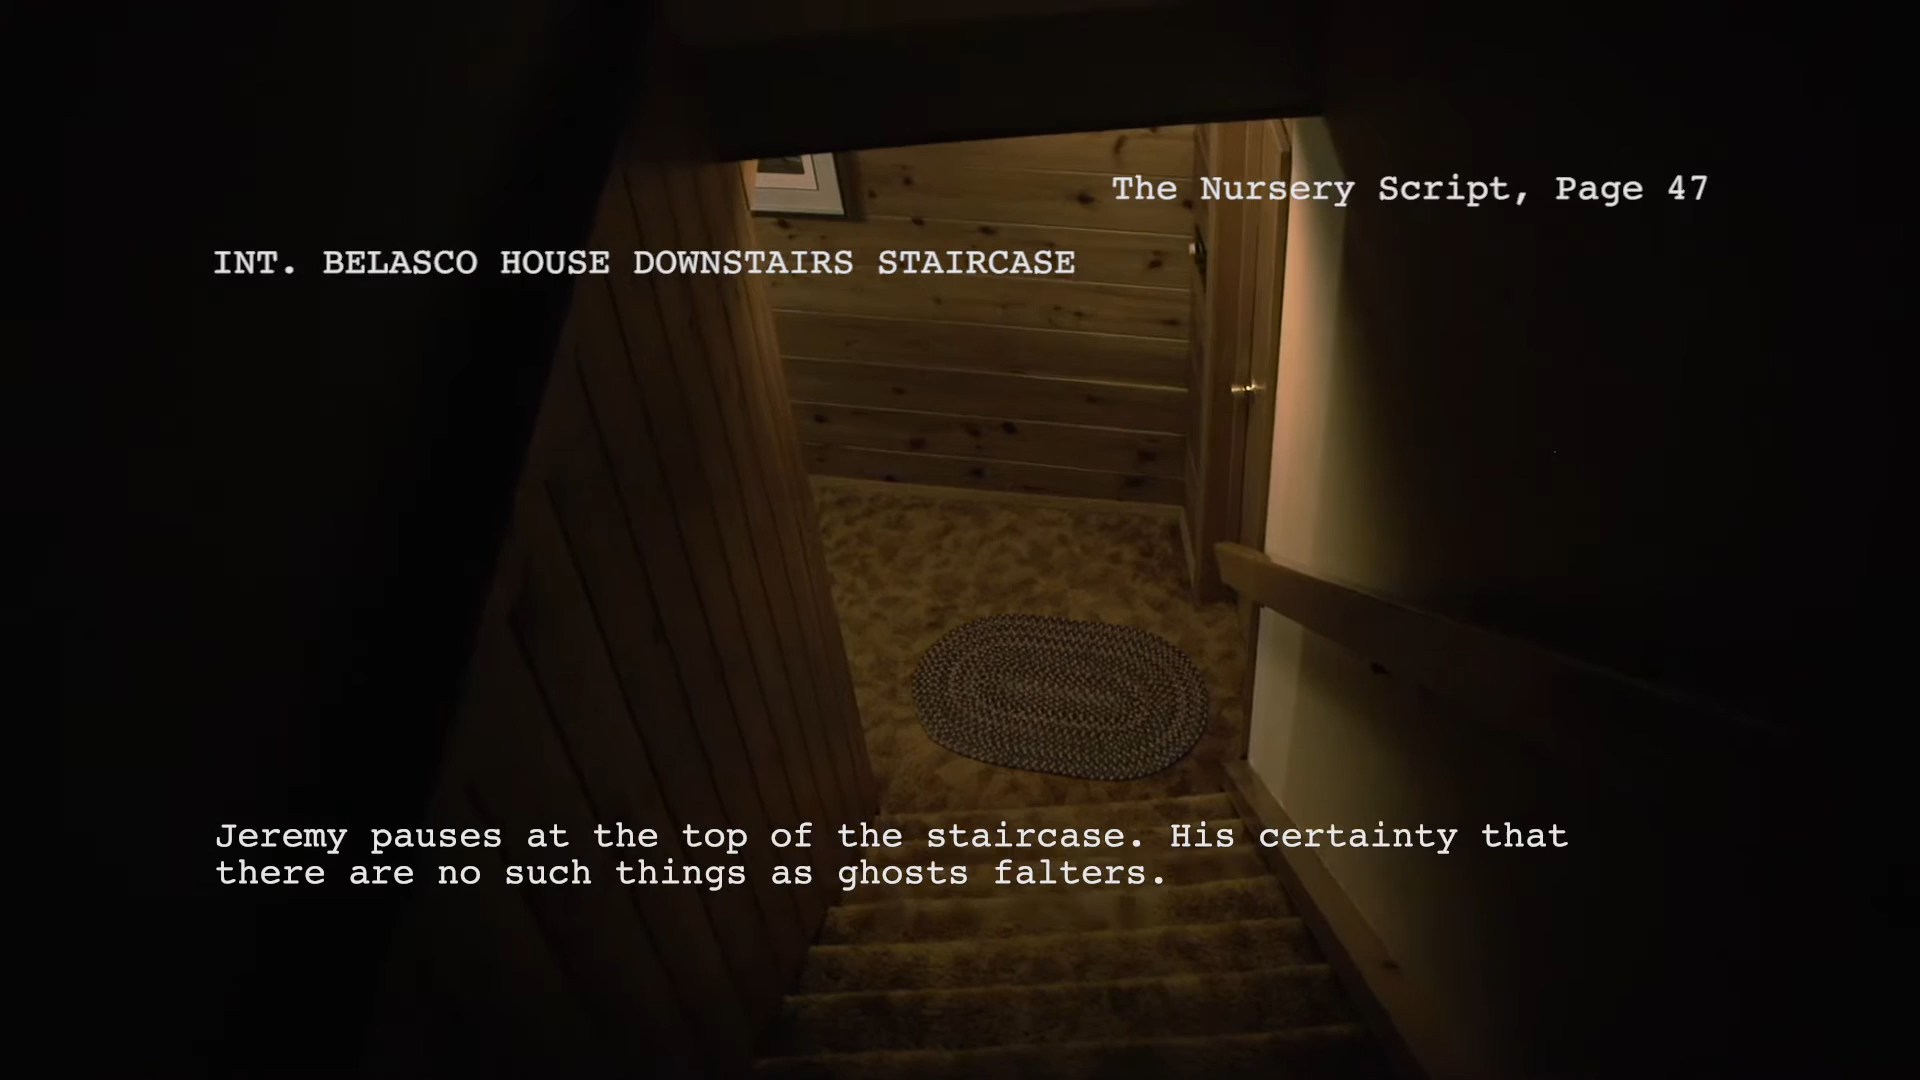 The Nursery Script, Page 47
INT. BELASCO HOUSE DOWNSTAIRS STAIRCASE
Jeremy pauses at the top of the staircase. His certainty that
there are no such things as ghosts falters.